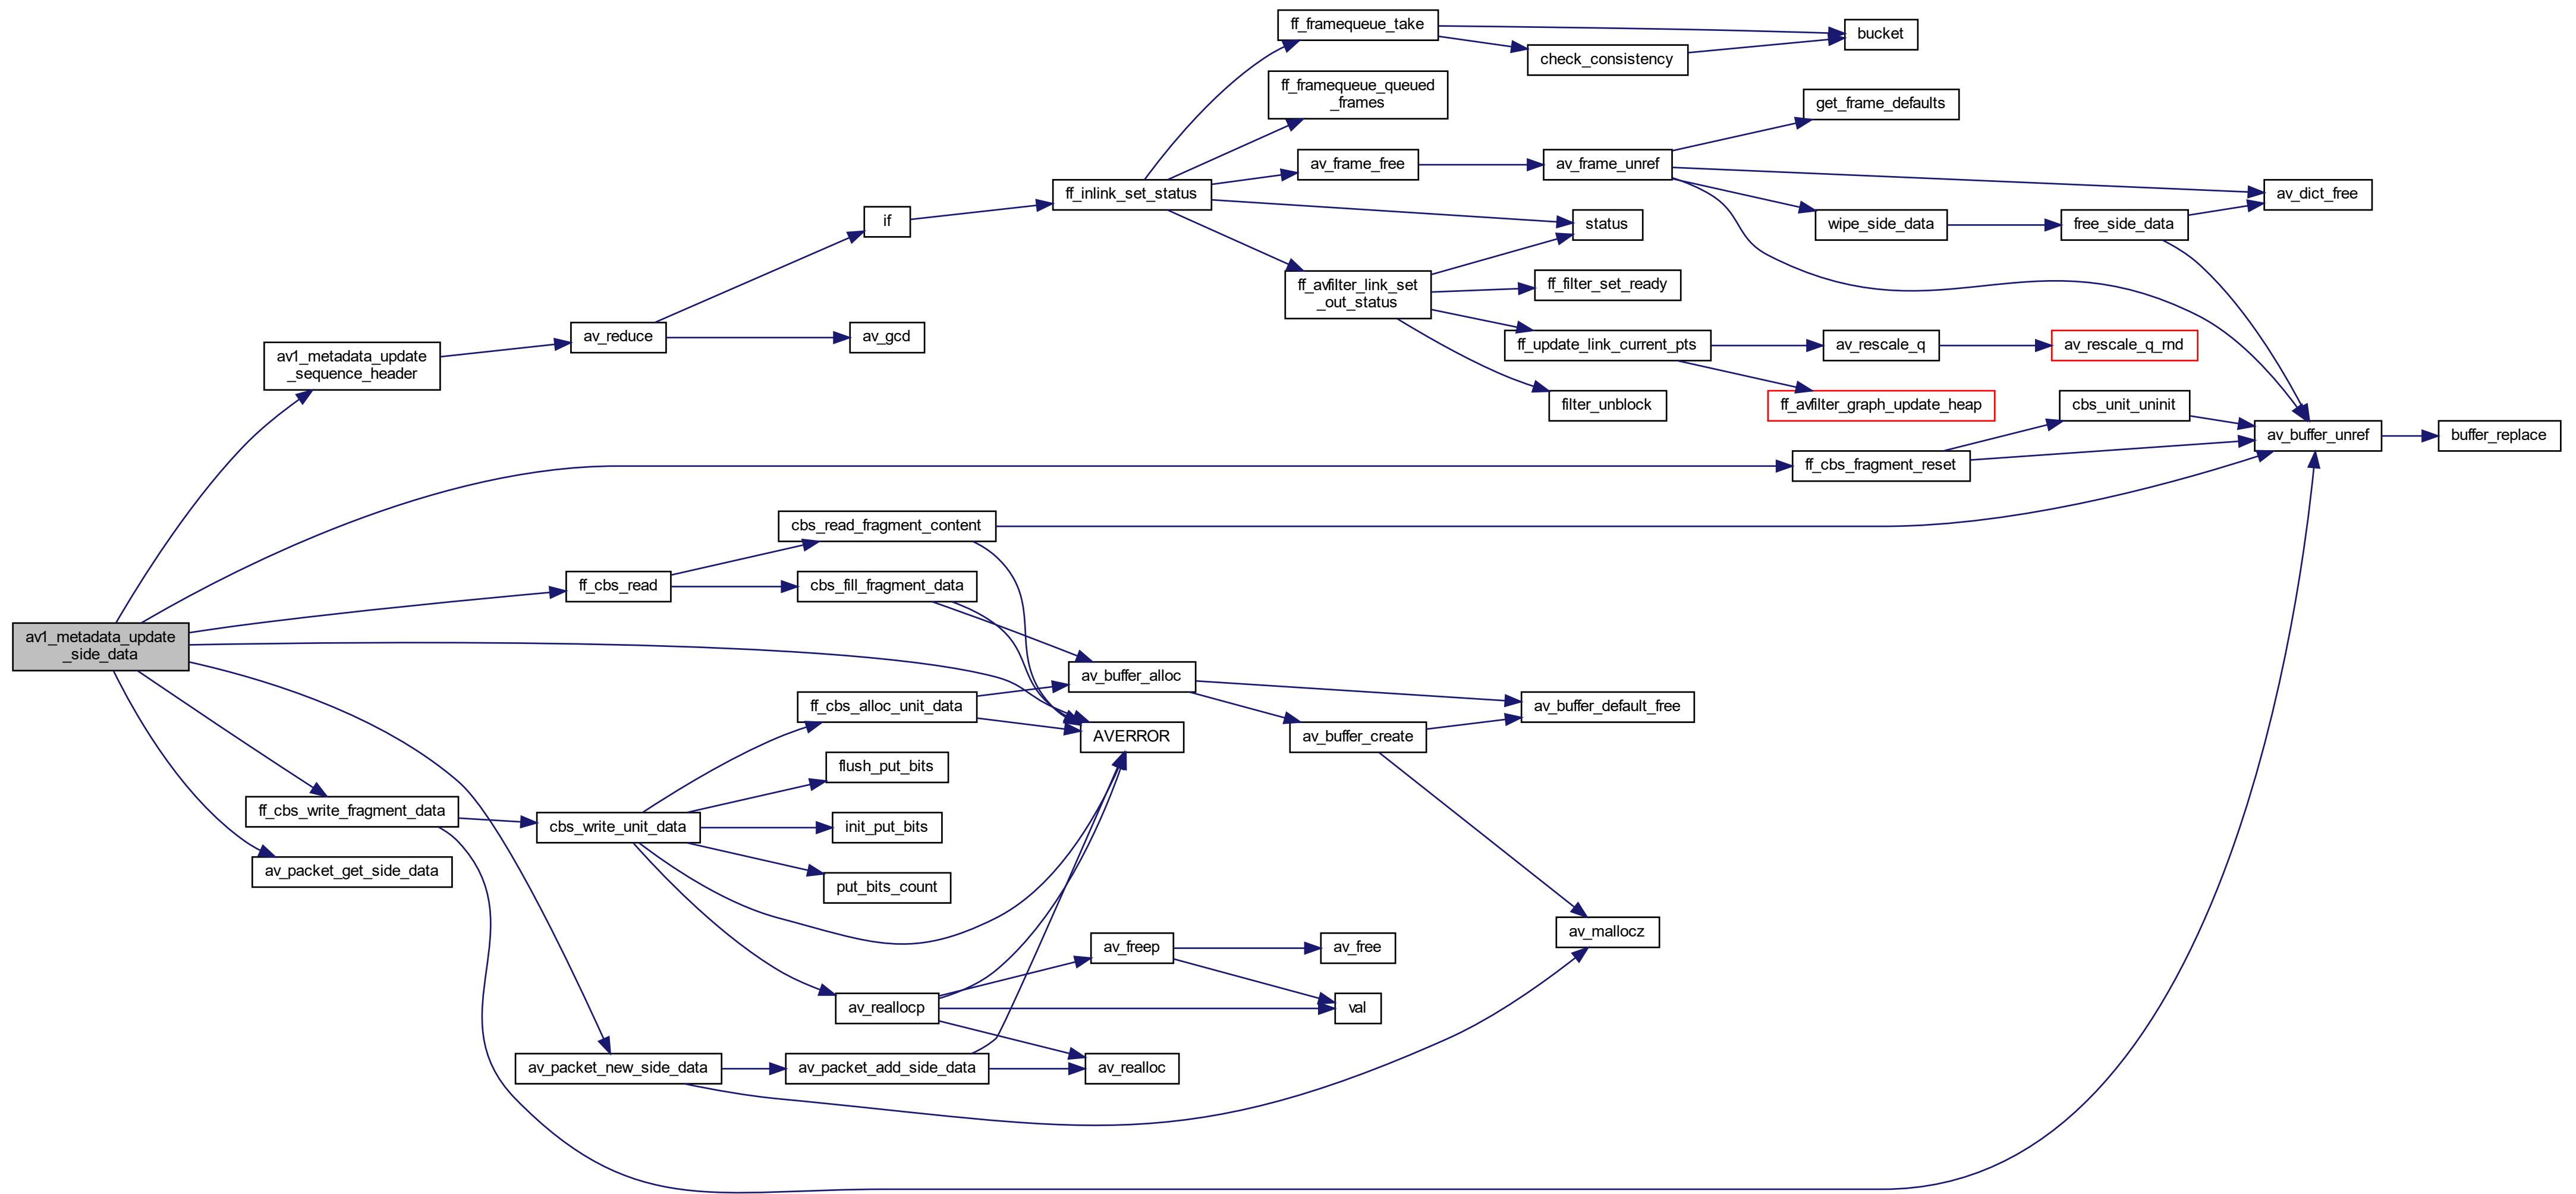 ff_framequeue_take
bucket
check_consistency
ff_framequeue_queued
_frames
get_frame_defaults
av_frame_free
av_frame_unref
ff_inlink_set_status
av_dict_free
if
status
wipe_side_data
free_side_data
ff_avfilter_link_set
_out_status
ff_filter_set_ready
av_reduce
av_gcd
ff_update_link_current_pts
av_rescale_q
av_rescale_q_rnd
av1_metadata_update
_sequence_header
filter_unblock
ff_avfilter_graph_update_heap
cbs_unit_uninit
av_buffer_unref
buffer_replace
ff_cbs_fragment_reset
cbs_read_fragment_content
ff_cbs_read
cbs_fill_fragment_data
av1_metadata_update
_side_data
av_buffer_alloc
ff_cbs_alloc_unit_data
av_buffer_default_free
AVERROR
av_buffer_create
flush_put_bits
ff_cbs_write_fragment_data
cbs_write_unit_data
init_put_bits
av_packet_get_side_data
put_bits_count
av_mallocz
av_freep
av_free
av_reallocp
val
av_packet_new_side_data
av_packet_add_side_data
av_realloc